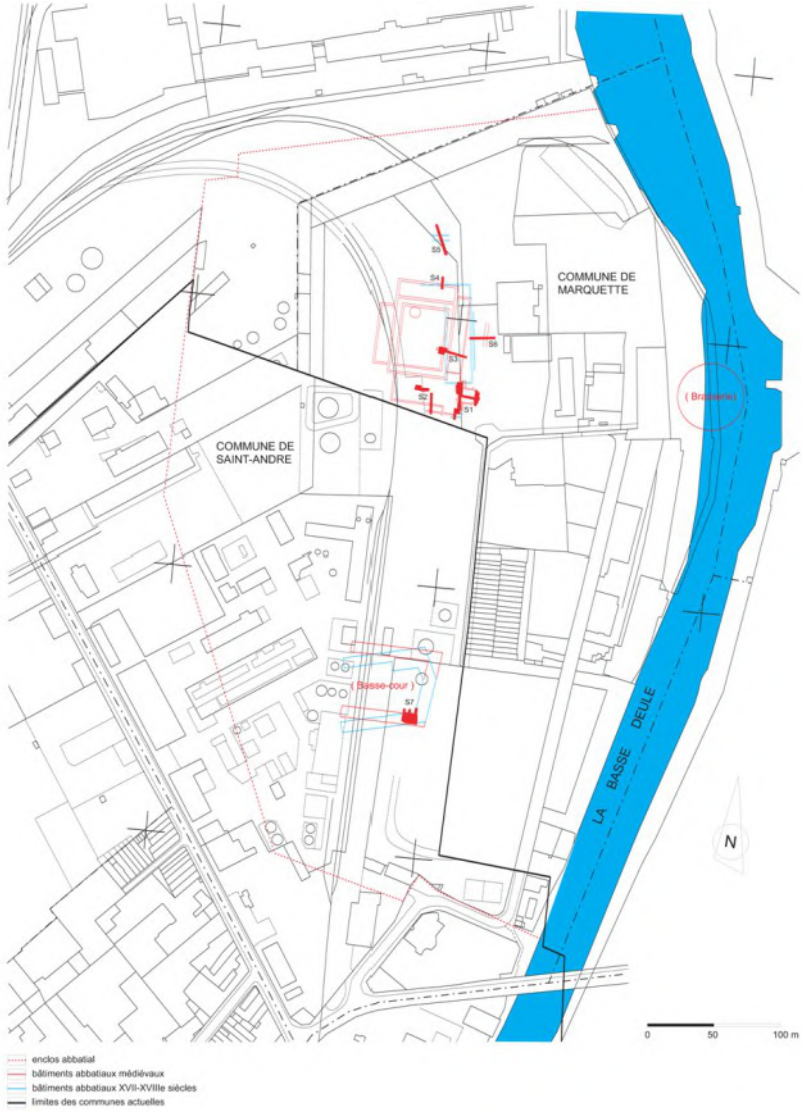 S5
S4
COMMUNE DE
MARQUETTE
S6
S3
S2
S1
( Brasserie)
COMMUNE DE
SAINT-ANDRE
( Basse-cour )
S7
LA BASSE DEULE
N
0 50 100 m
enclos abbatial
bâtiments abbatiaux médiévaux
bâtiments abbatiaux XVII-XVIIIe siècles
limites des communes actuelles